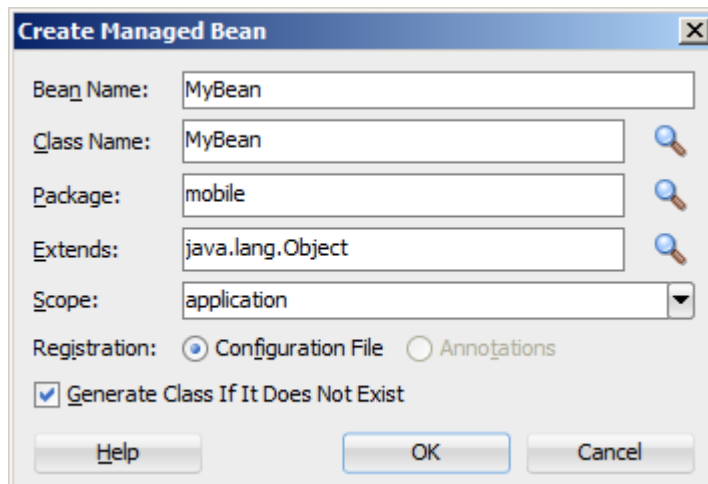 Create Managed Bean
Bean Name: MyBean
Class Name: MyBean
Package: mobile
Extends: java.lang.Object
Scope: application
Registration: Configuration File Annotations
Generate Class If It Does Not Exist
Help OK Cancel